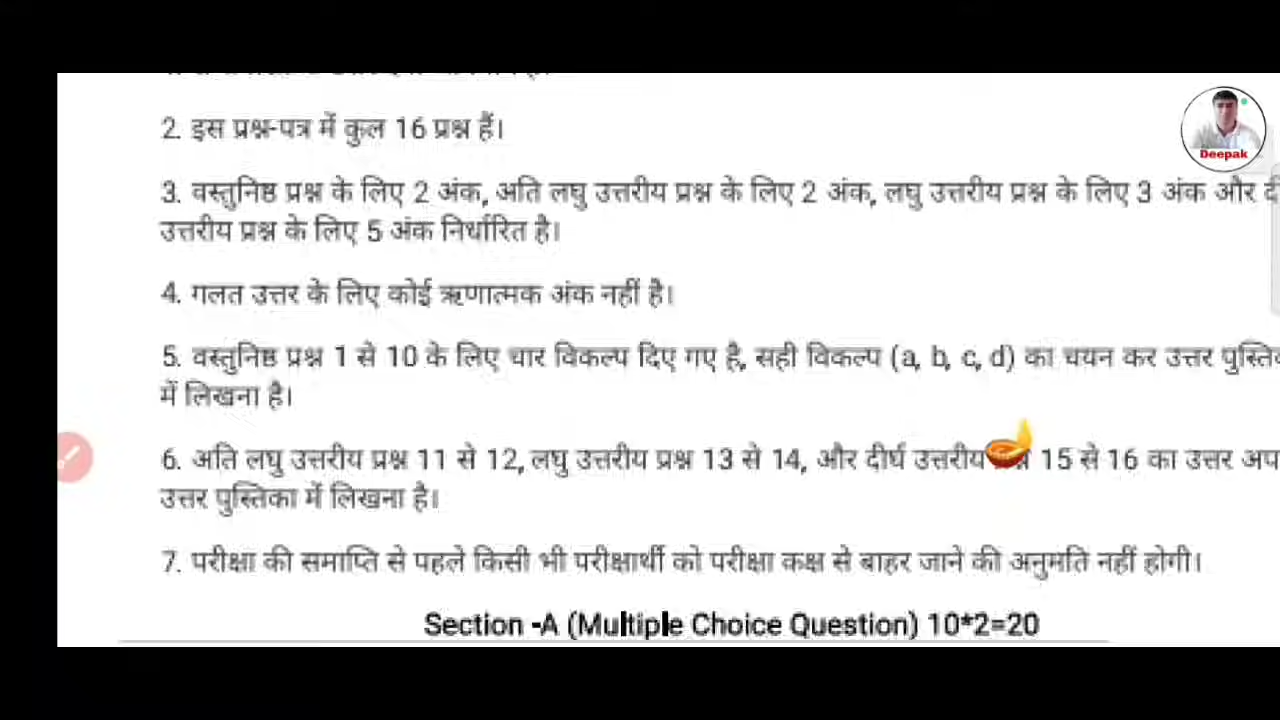 2. इस प्रश्न-पत्र में कुल 16 प्रश्न हैं।
Deepak
3. वस्तुनिष्ठ प्रश्न के लिए 2 अंक, अति लघु उत्तरीय प्रश्न के लिए 2 अंक, लघु उत्तरीय प्रश्न के लिए 3 अंक और
उत्तरीय प्रश्न के लिए 5 अंक निर्धारित है।
4. गलत उत्तर के लिए कोई ऋणात्मक अंक नहीं है।
5. वस्तुनिष्ठ प्रश्न 1 से 10 के लिए चार विकल्प दिए गए है, सही विकल्प (a, b, c, d) का चयन कर उत्तर
में लिखना है।
6. अति लघु उत्तरीय प्रश्न 11 से 12, लघु उत्तरीय प्रश्न 13 से 14, और दीर्घ उत्तरीय 15 से 16 का उत्तर
उत्तर पुस्तिका में लिखना है।
7. परीक्षा की समाप्ति से पहले किसी भी परीक्षार्थी को परीक्षा कक्ष से बाहर जाने की अनुमति नहीं होगी।
Section -A (Multiple Choice Question) 10*2=20